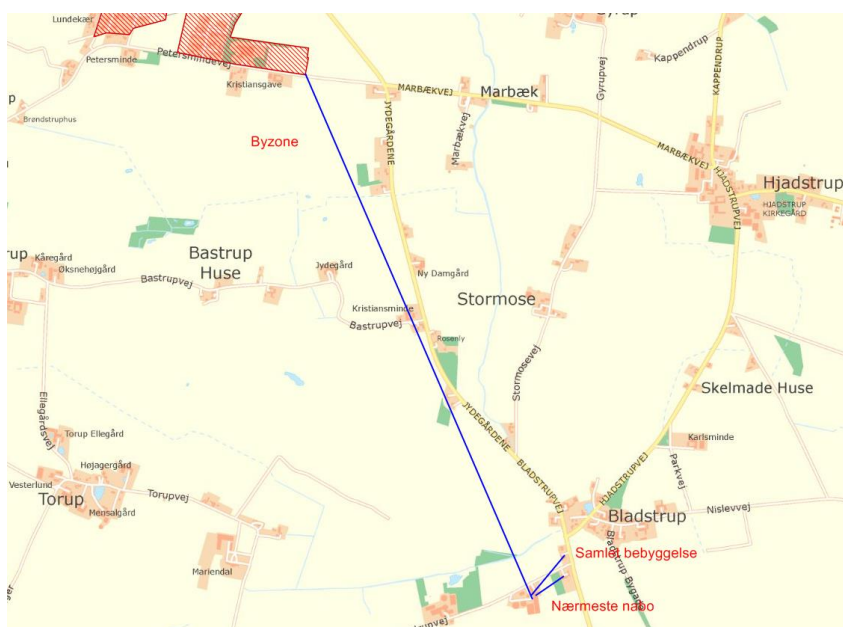 Lundekær
Petersminde
Petersmindevej
Kristiansgave
Brøndstruphus
Byzone
MARBÆKVEJ
Marbæk
Marbækvej
JYDEGÅRDENE
Gyrupvej
Kappendrup
KAPPENDRUP
MARBÆKVEJ
HJADSTRUPVEJ
Hjadstrup
HJADSTRUP
KIRKEGÅRD
Kåregård
Øksnehøjgård
Bastrupvej
Bastrup
Huse
Jydegård
Ny Damgård
Kristiansminde
Bastrupvej
Rosenly
Stormose
Stormosevej
Skelmade Huse
Ellegårdsvej
Torup Ellegård
Højagergård
Vesterlund
Torup
Mensalgård
Torupvej
Mariendal
JYDEGÅRDENE
BLADSTRUPVEJ
HJADSTRUPVEJ
Karlsminde
Parkvej
Bladstrup
Nislevvej
Bladstrup Bygade
Samlet bebyggelse
Nærmeste nabo